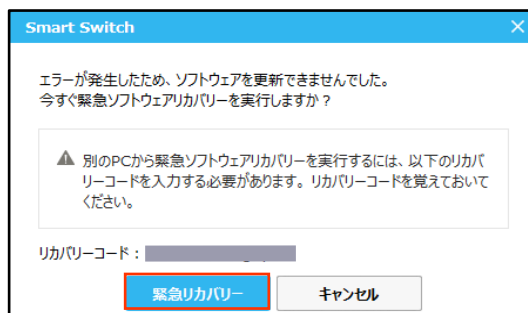 Smart Switch
エラーが発生したため、ソフトウェアを更新できませんでした。
今すぐ緊急ソフトウェアリカバリーを実行しますか？
別のPCから緊急ソフトウェアリカバリーを実行するには、以下のリカバ
リーコードを入力する必要があります。リカバリーコードを覚えておいて
ください。
リカバリーコード：
緊急リカバリー
キャンセル